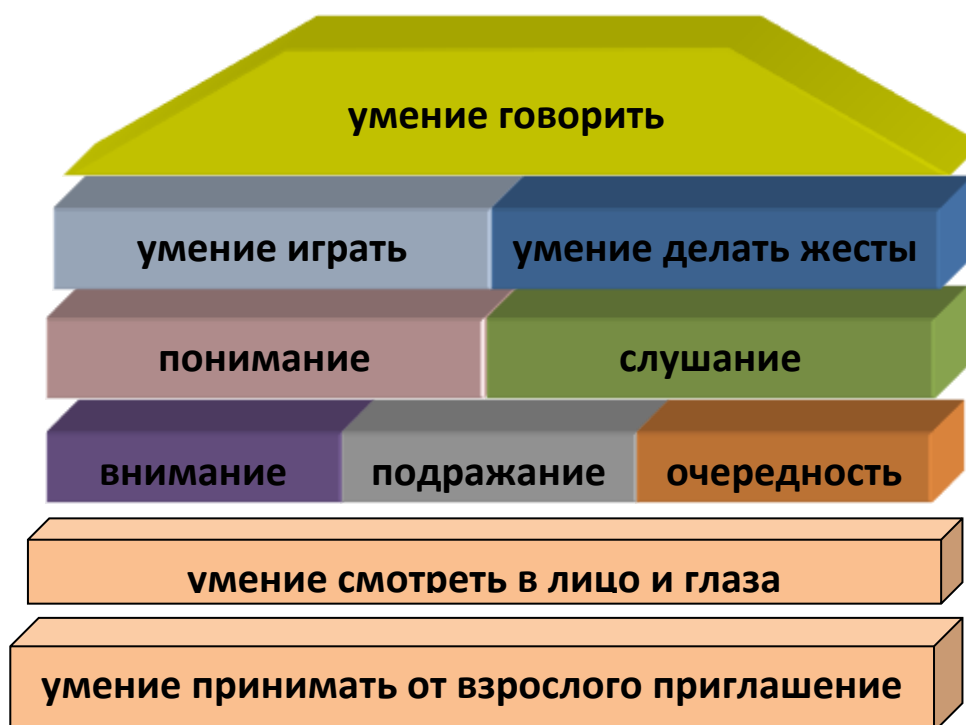 умение говорить
умение играть
умение делать жесты
понимание
слушание
внимание
подражание
очередность
умение смотреть в лицо и глаза
умение принимать от взрослого приглашение